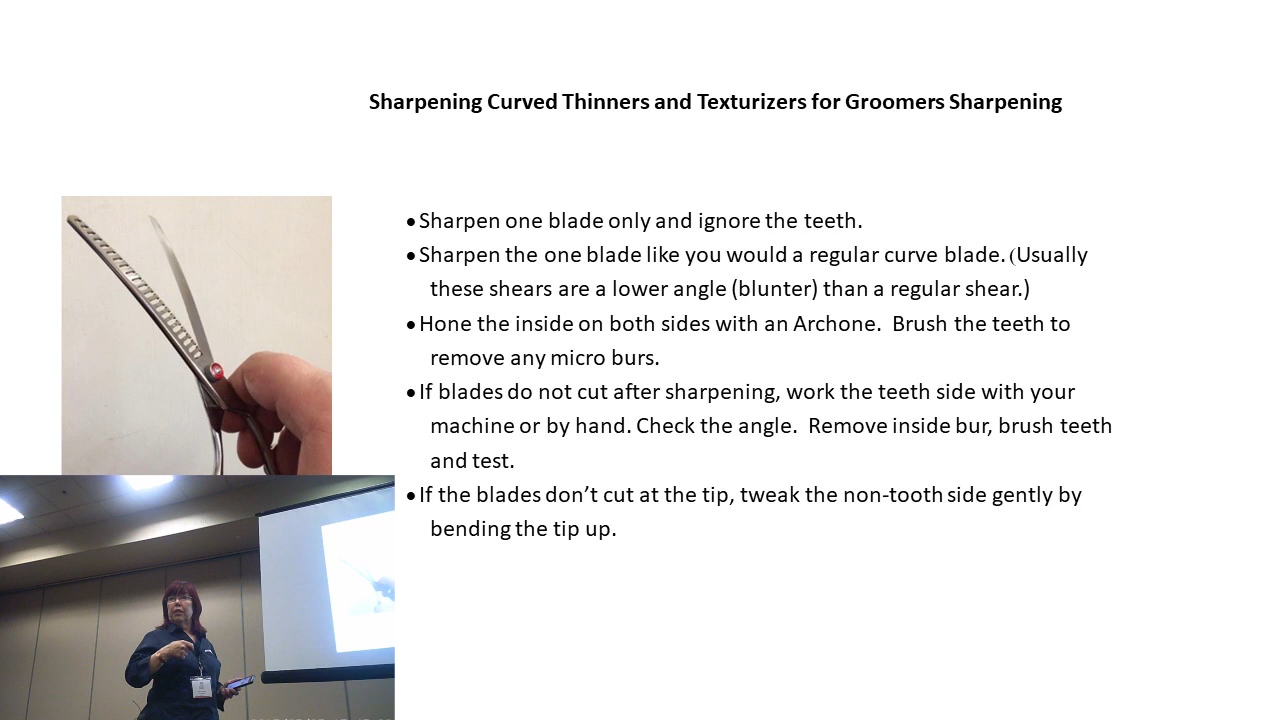 Sharpening Curved Thinners and Texturizers for Groomers Sharpening
•Sharpen one blade only and ignore the teeth.
•Sharpen the one blade like you would a regular curve blade. (Usually
these shears are a lower angle (blunter) than a regular shear.)
•Hone the inside on both sides with an Archone.  Brush the teeth to
remove any micro burs.
•If blades do not cut after sharpening, work the teeth side with your
machine or by hand. Check the angle.  Remove inside bur, brush teeth
and test.
•If the blades don’t cut at the tip, tweak the non-tooth side gently by
bending the tip up.